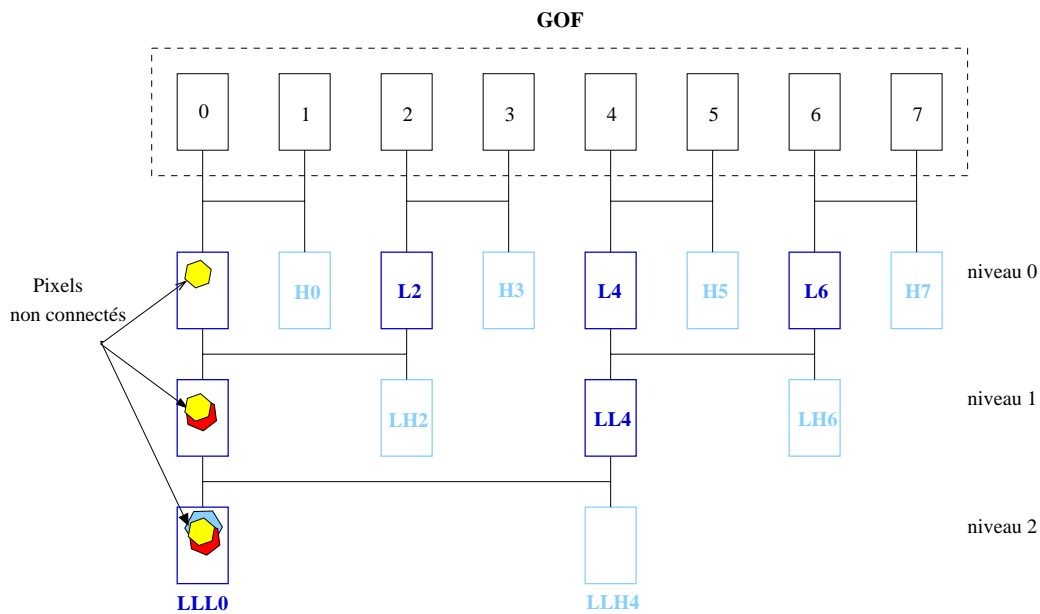 GOF
0 1 2 3 4 5 6 7
H0 L2 H3 L4 H5 L6 H7
niveau 0
Pixels
non connectés
LH2 LL4 LH6
niveau 1
niveau 2
LLL0 LLH4